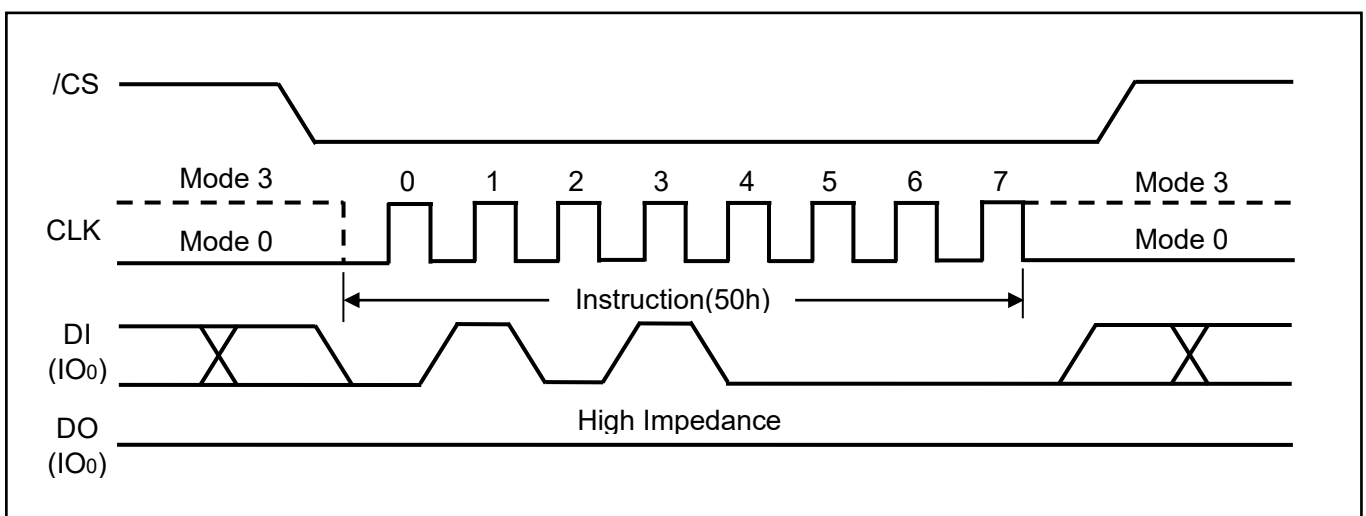 /CS
Mode 3 0 1 2 3 4 5 6 7 Mode 3
CLK
Mode 0 Mode 0
Instruction(50h)
DI
(IO0)
High Impedance
DO
(IO0)